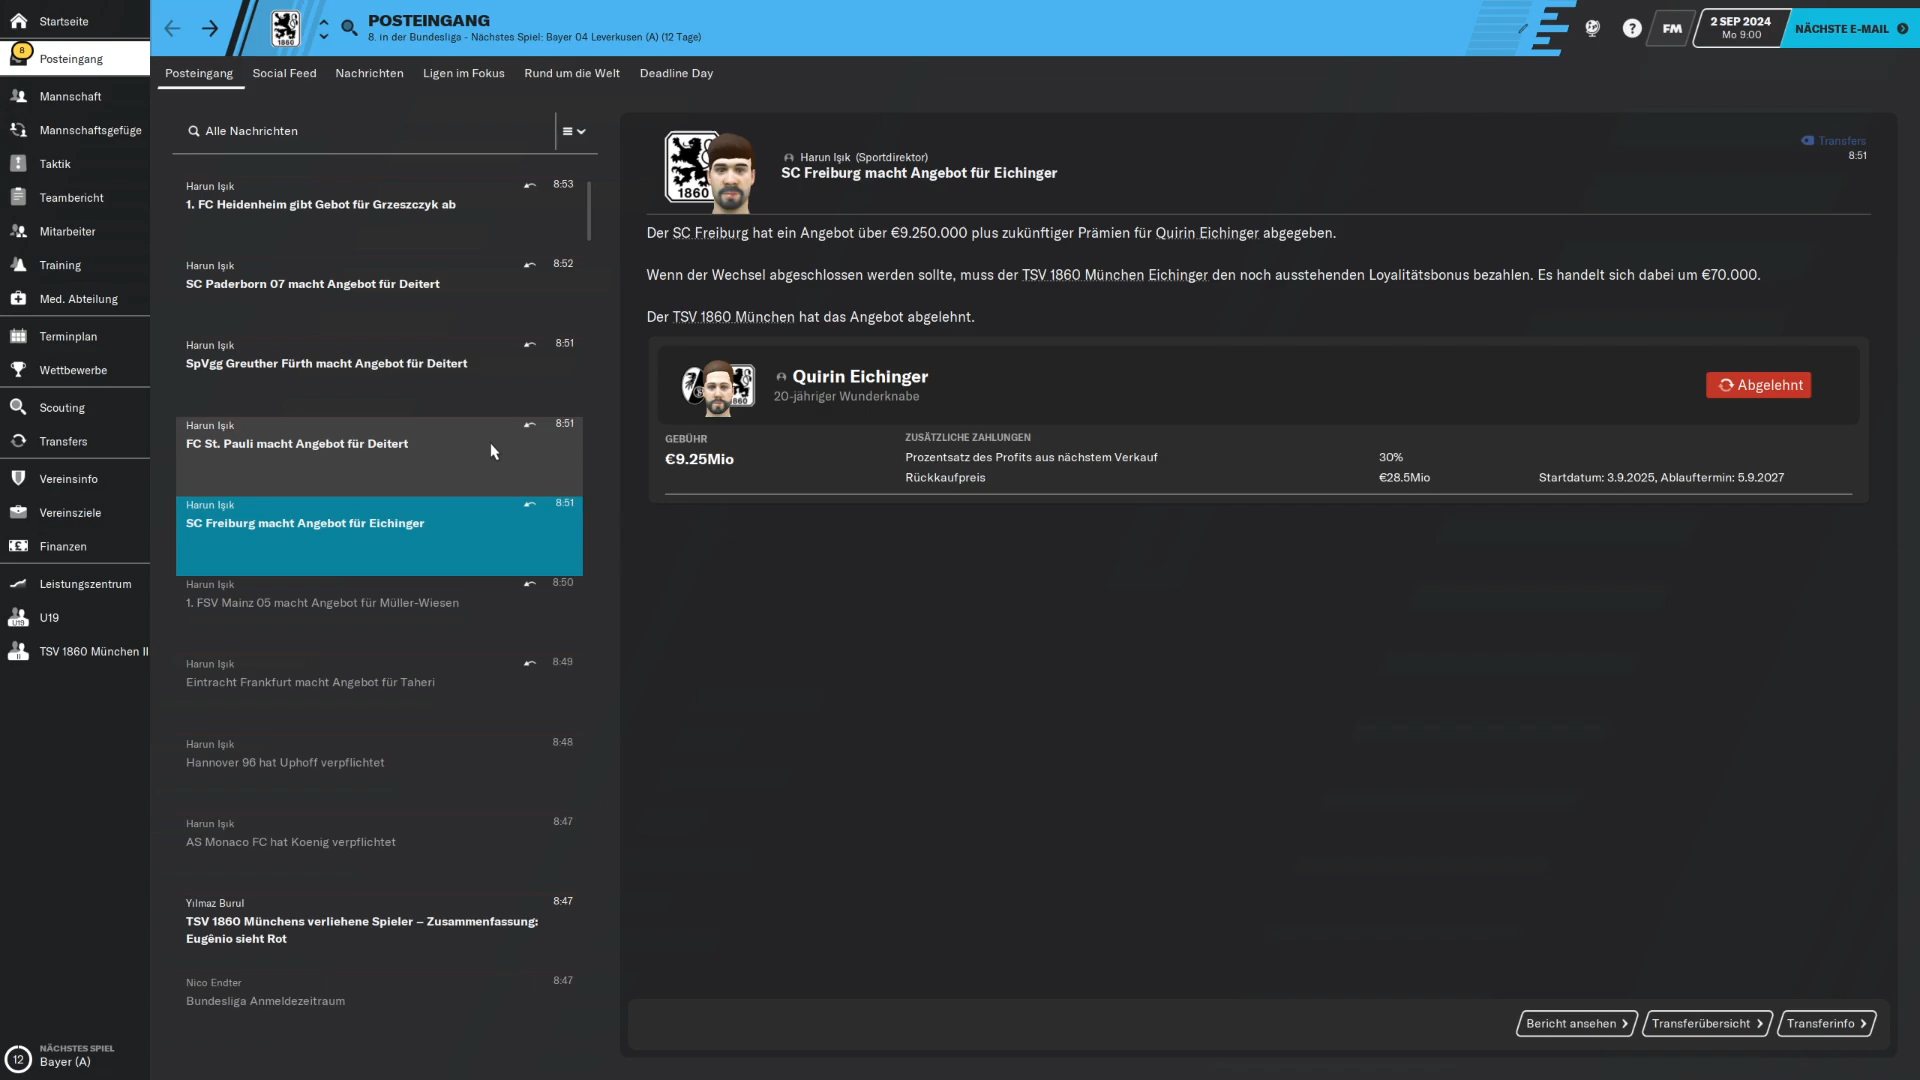 Startseite
8
Posteingang
Mannschaft
Mannschaftsgefüge
Taktik
Teambericht
Mitarbeiter
Training
Med. Abteilung
Terminplan
Wettbewerbe
Scouting
Transfers
Vereinsinfo
Vereinsziele
Finanzen
Leistungszentrum
U19
U19
TSV 1860 München II
II
12
NÄCHSTES SPIEL
Bayer (A)
1860
POSTEINGANG
8. in der Bundesliga - Nächstes Spiel: Bayer 04 Leverkusen (A) (12 Tage)
?
FM
2 SEP 2024
Mo 9:00
NÄCHSTE E-MAIL
Posteingang
Social Feed
Nachrichten
Ligen im Fokus
Rund um die Welt
Deadline Day
Alle Nachrichten
Harun Işık
8:53
1. FC Heidenheim gibt Gebot für Grzeszczyk ab
Harun Işık
8:52
SC Paderborn 07 macht Angebot für Deitert
Harun Işık
8:51
SpVgg Greuther Fürth macht Angebot für Deitert
Harun Işık
8:51
FC St. Pauli macht Angebot für Deitert
Harun Işık
8:51
SC Freiburg macht Angebot für Eichinger
Harun Işık
8:50
1. FSV Mainz 05 macht Angebot für Müller-Wiesen
Harun Işık
8:49
Eintracht Frankfurt macht Angebot für Taheri
Harun Işık
8:48
Hannover 96 hat Uphoff verpflichtet
Harun Işık
8:47
AS Monaco FC hat Koenig verpflichtet
Yılmaz Burul
8:47
TSV 1860 Münchens verliehene Spieler – Zusammenfassung:
Eugênio sieht Rot
Nico Endter
8:47
Bundesliga Anmeldezeitraum
1860
Harun Işık (Sportdirektor)
SC Freiburg macht Angebot für Eichinger
Transfers
8:51
Der SC Freiburg hat ein Angebot über €9.250.000 plus zukünftiger Prämien für Quirin Eichinger abgegeben.
Wenn der Wechsel abgeschlossen werden sollte, muss der TSV 1860 München Eichinger den noch ausstehenden Loyalitätsbonus bezahlen. Es handelt sich dabei um €70.000.
Der TSV 1860 München hat das Angebot abgelehnt.
Quirin Eichinger
20-jähriger Wunderknabe
Abgelehnt
GEBÜHR
€9.25Mio
ZUSÄTZLICHE ZAHLUNGEN
Prozentsatz des Profits aus nächstem Verkauf
30%
Rückkaufpreis
€28.5Mio
Startdatum: 3.9.2025, Ablauftermin: 5.9.2027
Bericht ansehen
Transferübersicht
Transferinfo